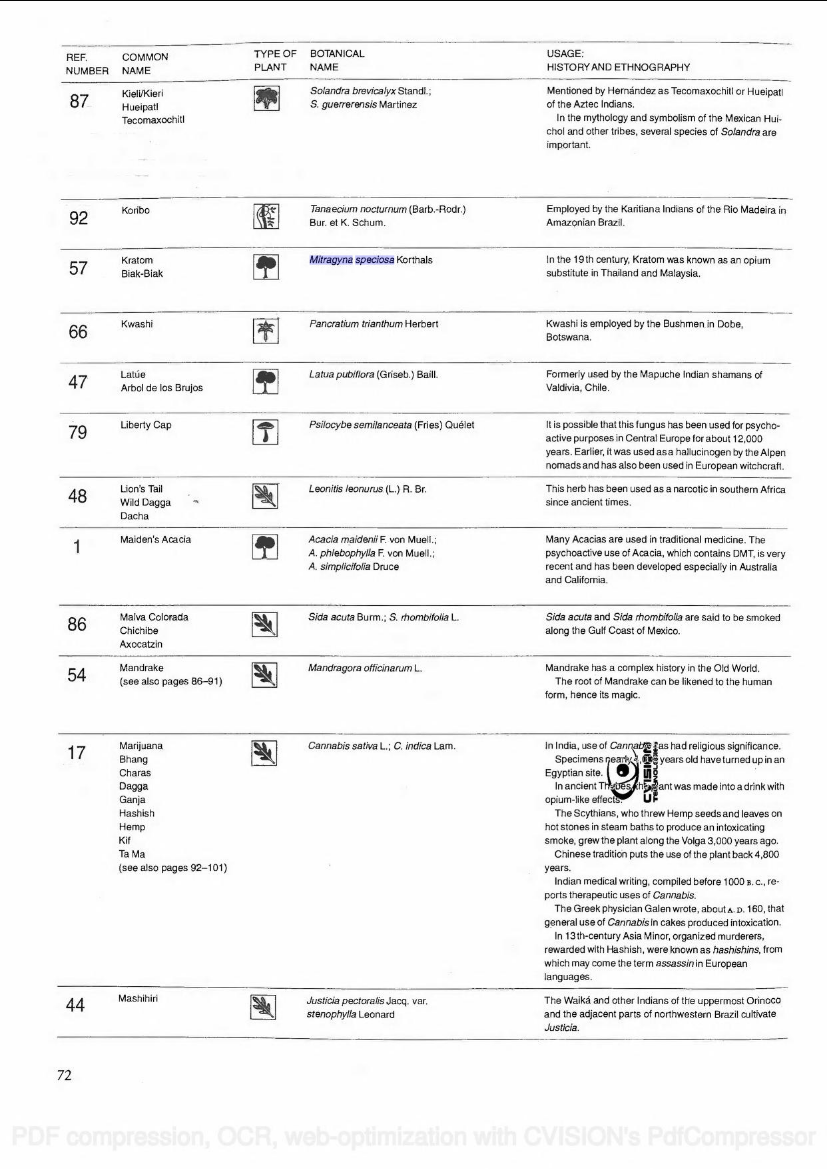 REF. NUMBER COMMON NAME TYPE OF PLANT BOTANICAL NAME USAGE: HISTORY AND ETHNOGRAPHY
87
Kieli/Kieri
Hueipatl
Tecomaxochitl
Solandra brevicalyx Standl.;
S. guerrerensis Martinez
Mentioned by Hernández as Tecomaxochitl or Hueipatl
of the Aztec Indians.
In the mythology and symbolism of the Mexican Hui-
chol and other tribes, several species of Solandra are
important.
92
Koribo
Tanaecium nocturnum (Barb.-Rodr.)
Bur. et K. Schum.
Employed by the Karitiana Indians of the Rio Madeira in
Amazonian Brazil.
57
Kratom
Biak-Biak
Mitragyna speciosa Korthals
In the 19th century, Kratom was known as an opium
substitute in Thailand and Malaysia.
66
Kwashi
Pancratium trianthum Herbert
Kwashi is employed by the Bushmen in Dobe,
Botswana.
47
Latúe
Arbol de los Brujos
Latua pubiflora (Griseb.) Baill.
Formerly used by the Mapuche Indian shamans of
Valdivia, Chile.
79
Liberty Cap
Psilocybe semilanceata (Fries) Quélet
It is possible that this fungus has been used for psycho-
active purposes in Central Europe for about 12,000
years. Earlier, it was used as a hallucinogen by the Alpen
nomads and has also been used in European witchcraft.
48
Lion's Tail
Wild Dagga
Dacha
Leonitis leonurus (L.) R. Br.
This herb has been used as a narcotic in southern Africa
since ancient times.
1
Maiden's Acacia
Acacia maidenii F. von Muell.;
A. phlebophylla F. von Muell.;
A. simplicifolia Druce
Many Acacias are used in traditional medicine. The
psychoactive use of Acacia, which contains DMT, is very
recent and has been developed especially in Australia
and California.
86
Malva Colorada
Chichibe
Axocatzin
Sida acuta Burm.; S. rhombifolia L.
Sida acuta and Sida rhombifolia are said to be smoked
along the Gulf Coast of Mexico.
54
Mandrake
(see also pages 86–91)
Mandragora officinarum L.
Mandrake has a complex history in the Old World.
The root of Mandrake can be likened to the human
form, hence its magic.
17
Marijuana
Bhang
Charas
Dagga
Ganja
Hashish
Hemp
Kif
Ta Ma
(see also pages 92–101)
Cannabis sativa L.; C. indica Lam.
In India, use of Cannabis has had religious significance.
Specimens nearly years old have turned up in an
Egyptian site.
In ancient Thebes, the plant was made into a drink with
opium-like effects.
The Scythians, who threw Hemp seeds and leaves on
hot stones in steam baths to produce an intoxicating
smoke, grew the plant along the Volga 3,000 years ago.
Chinese tradition puts the use of the plant back 4,800
years.
Indian medical writing, compiled before 1000 B. C., re-
ports therapeutic uses of Cannabis.
The Greek physician Galen wrote, about A. D. 160, that
general use of Cannabis in cakes produced intoxication.
In 13th-century Asia Minor, organized murderers,
rewarded with Hashish, were known as hashishins, from
which may come the term assassin in European
languages.
CVISION
TECHNOLOGIES
44
Mashihiri
Justicia pectoralis Jacq. var.
stenophylla Leonard
The Waiká and other Indians of the uppermost Orinoco
and the adjacent parts of northwestern Brazil cultivate
Justicia.
72
PDF compression, OCR, web-optimization with CVISION's PdfCompressor